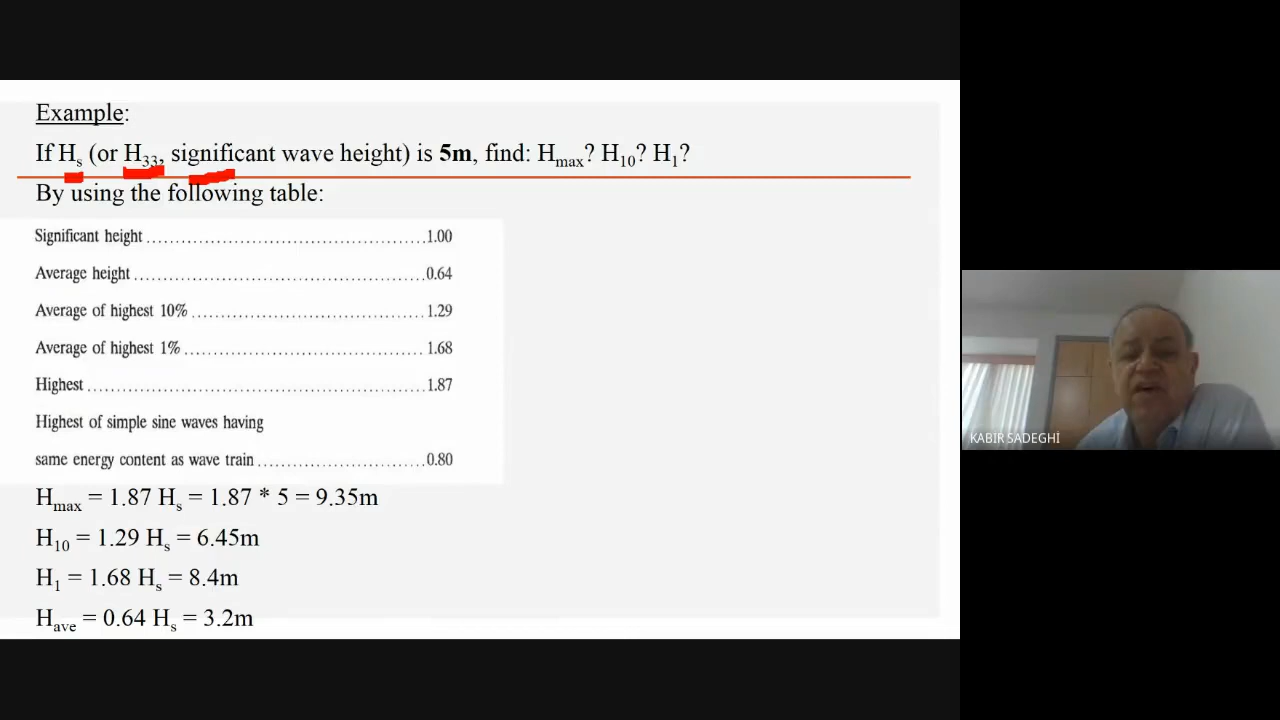 Example:
If Hs (or H33, significant wave height) is 5m, find: Hmax? H10? H1?
By using the following table:
Significant height ........................................................ 1.00
Average height ........................................................ 0.64
Average of highest 10% ........................................................ 1.29
Average of highest 1% ........................................................ 1.68
Highest ........................................................ 1.87
Highest of simple sine waves having
same energy content as wave train ........................................ 0.80
Hmax = 1.87 Hs = 1.87 * 5 = 9.35m
H10 = 1.29 Hs = 6.45m
H1 = 1.68 Hs = 8.4m
Have = 0.64 Hs = 3.2m
KABIR SADEGHİ